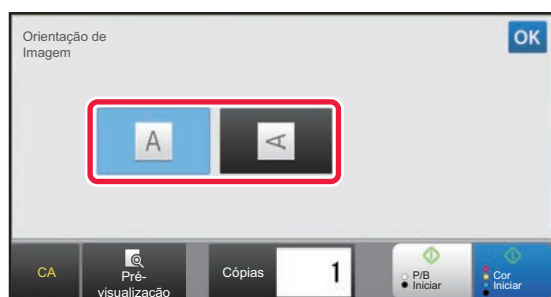 Orientação de
Imagem
OK
A
A
CA
Pré-
visualização
Cópias
1
P/B
Iniciar
Cor
Iniciar